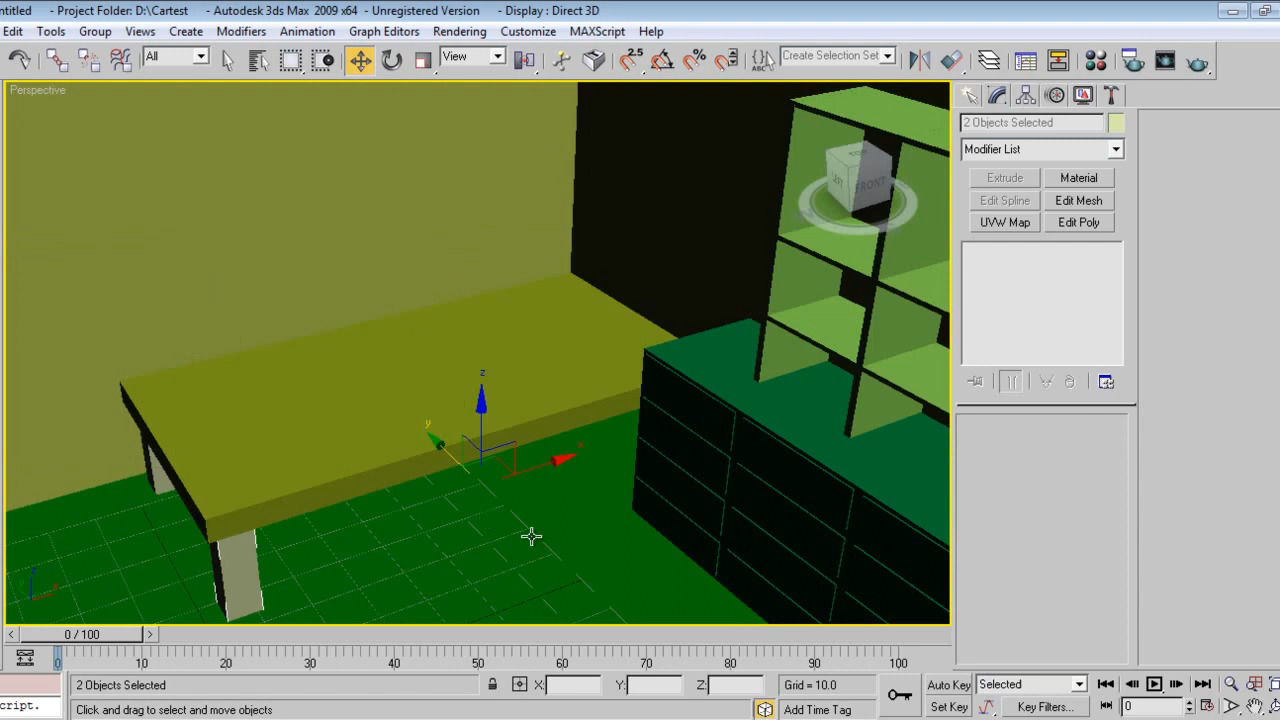 ntitled - Project Folder: D:\Cartest - Autodesk 3ds Max 2009 x64 - Unregistered Version - Display : Direct 3D
Edit Tools Group Views Create Modifiers Animation Graph Editors Rendering Customize MAXScript Help
All View 2.5 Create Selection Set
Perspective
2 Objects Selected
Modifier List
Extrude Material
Edit Spline Edit Mesh
UVW Map Edit Poly
FRONT
z
y
x
0 / 100
0 10 20 30 40 50 60 70 80 90 100
2 Objects Selected X: Y: Z: Grid = 10.0 Auto Key Selected
cript. Click and drag to select and move objects Add Time Tag Set Key Key Filters... 0